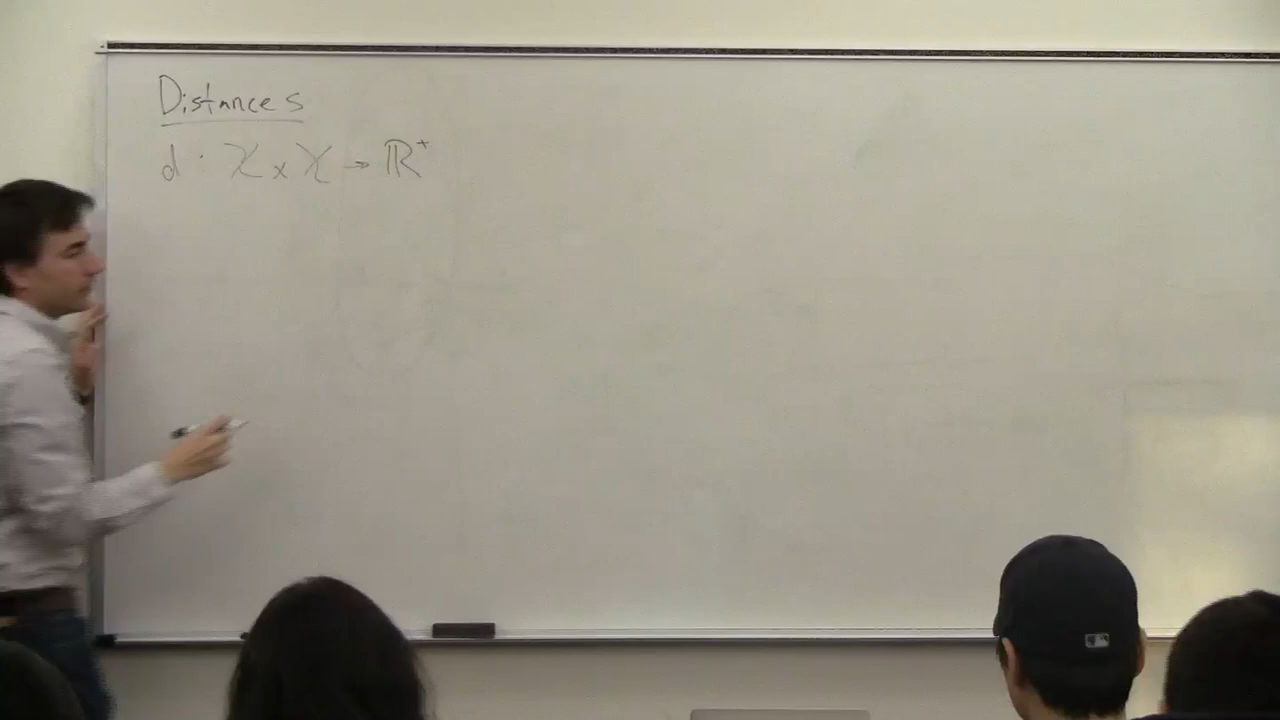 Distances
d : 𝒳 × 𝒳 → ℝ⁺